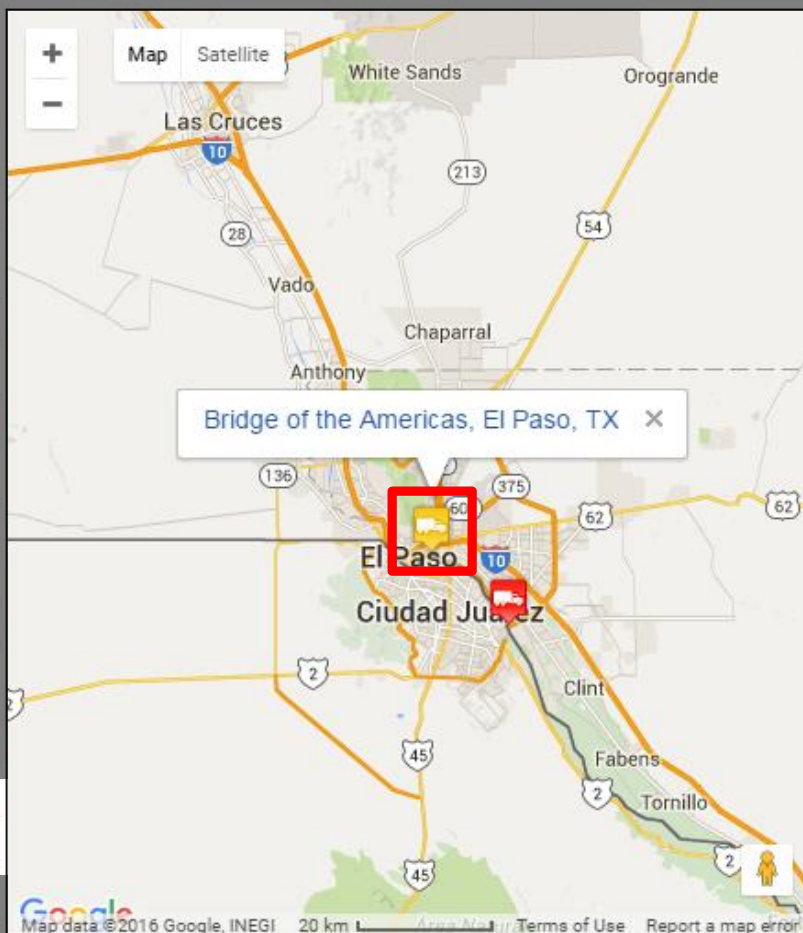 +
Map Satellite
−
White Sands
Orogrande
Las Cruces
10
213
54
28
Vado
Chaparral
Anthony
Bridge of the Americas, El Paso, TX ×
136
375
60
62
62
El Paso
10
Ciudad Juárez
2
2
Clint
45
Fabens
2
Tornillo
2
45
Google
Map data ©2016 Google, INEGI 20 km Terms of Use Report a map error